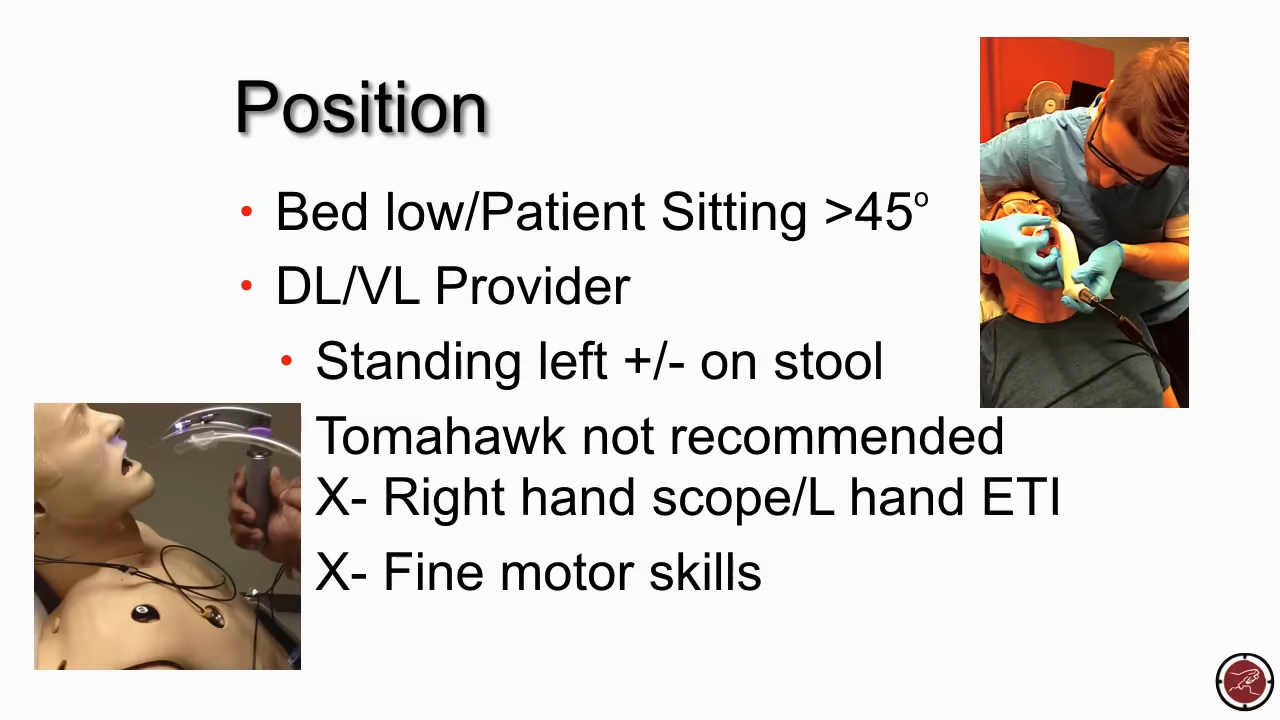 Position
• Bed low/Patient Sitting >45º
• DL/VL Provider
• Standing left +/- on stool
Tomahawk not recommended
X- Right hand scope/L hand ETI
X- Fine motor skills